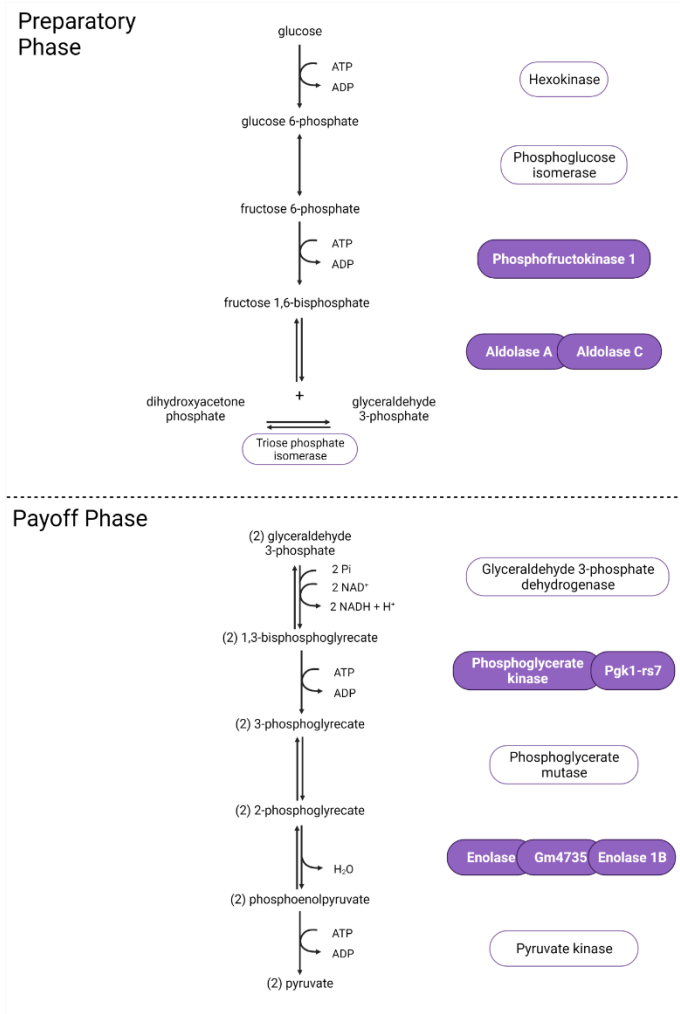 Preparatory
Phase
glucose
ATP
ADP
Hexokinase
glucose 6-phosphate
Phosphoglucose
isomerase
fructose 6-phosphate
ATP
ADP
Phosphofructokinase 1
fructose 1,6-bisphosphate
Aldolase A
Aldolase C
+
dihydroxyacetone
phosphate
glyceraldehyde
3-phosphate
Triose phosphate
isomerase
Payoff Phase
(2) glyceraldehyde
3-phosphate
2 Pi
2 NAD⁺
2 NADH + H⁺
Glyceraldehyde 3-phosphate
dehydrogenase
(2) 1,3-bisphosphoglyrecate
ATP
ADP
Phosphoglycerate
kinase
Pgk1-rs7
(2) 3-phosphoglyrecate
Phosphoglycerate
mutase
(2) 2-phosphoglyrecate
H₂O
Enolase
Gm4735
Enolase 1B
(2) phosphoenolpyruvate
ATP
ADP
Pyruvate kinase
(2) pyruvate